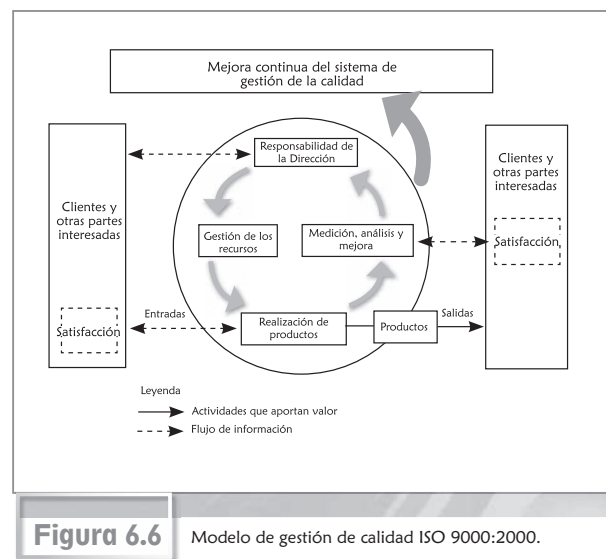 Mejora continua del sistema de
gestión de la calidad
Responsabilidad de
la Dirección
Clientes y
otras partes
interesadas
Clientes y
otras partes
interesadas
Gestión de los
recursos
Medición, análisis y
mejora
Satisfacción
Entradas
Satisfacción
Realización de
productos
Productos
Salidas
Leyenda
Actividades que aportan valor
Flujo de información
Figura 6.6 Modelo de gestión de calidad ISO 9000:2000.